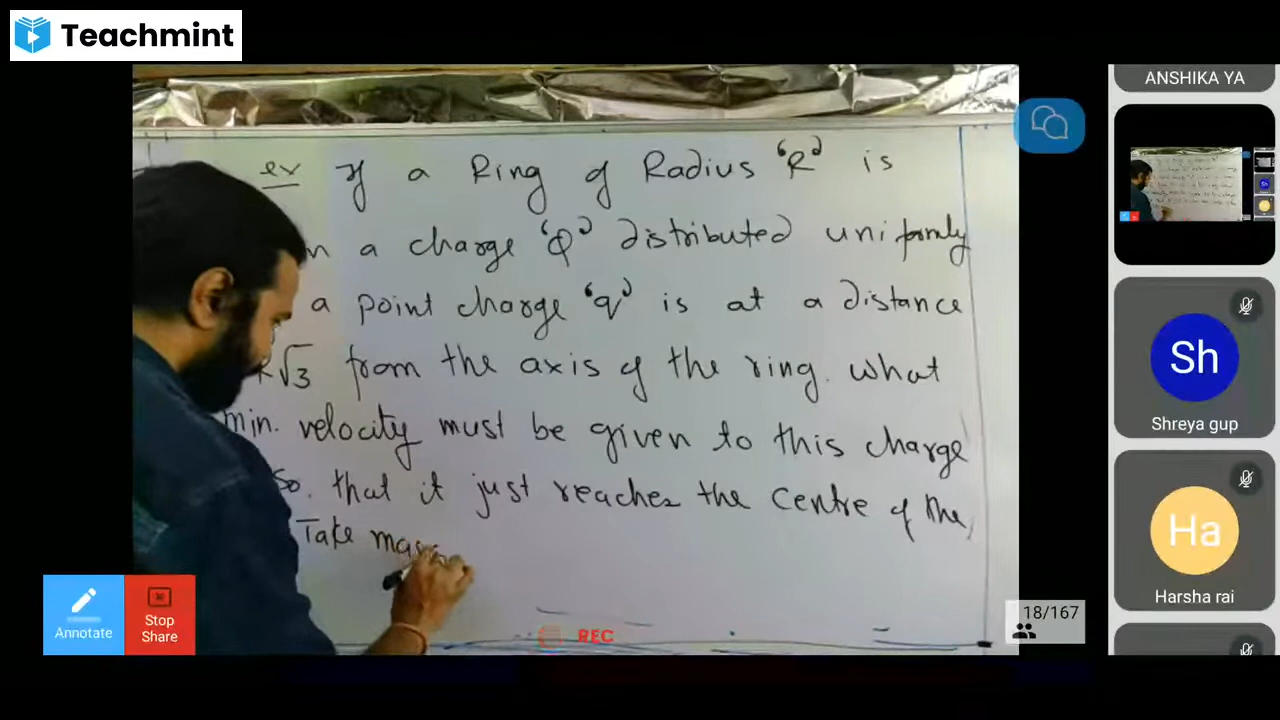 Teachmint
ex If a Ring of Radius 'R' is
a charge 'Q' distributed uniformly
a point charge 'q' is at a distance
√3 from the axis of the ring. What
min. velocity must be given to this charge
So. that it just reaches the centre of the
Take mass
Annotate
Stop
Share
REC
18/167
ANSHIKA YA
Sh
Shreya gup
Ha
Harsha rai